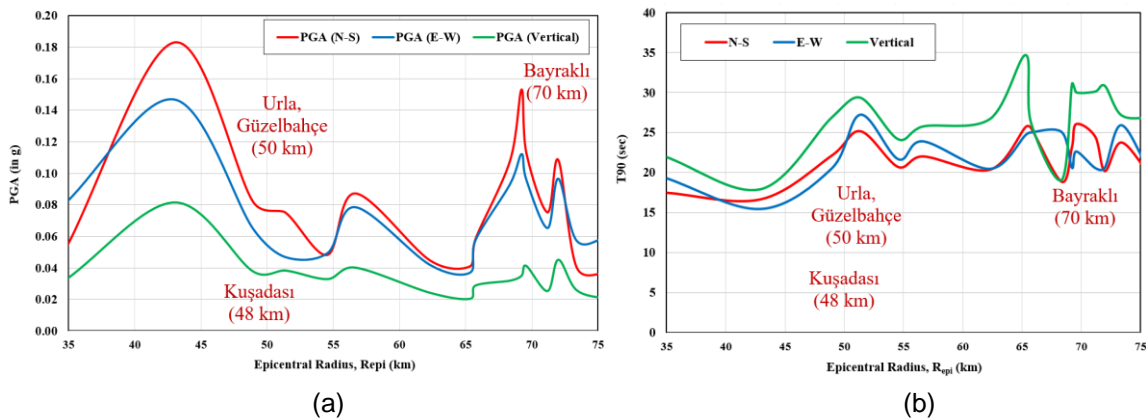 0.20
0.18
0.16
0.14
0.12
0.10
0.08
0.06
0.04
0.02
0.00
PGA (in g)
PGA (N-S) PGA (E-W) PGA (Vertical)
Bayraklı
(70 km)
Urla,
Güzelbahçe
(50 km)
Kuşadası
(48 km)
35 40 45 50 55 60 65 70 75
Epicentral Radius, Repi (km)
(a)
40
35
30
25
20
15
10
5
0
T90 (sec)
N-S E-W Vertical
Urla,
Güzelbahçe
(50 km)
Bayraklı
(70 km)
Kuşadası
(48 km)
35 40 45 50 55 60 65 70 75
Epicentral Radius, Repi (km)
(b)